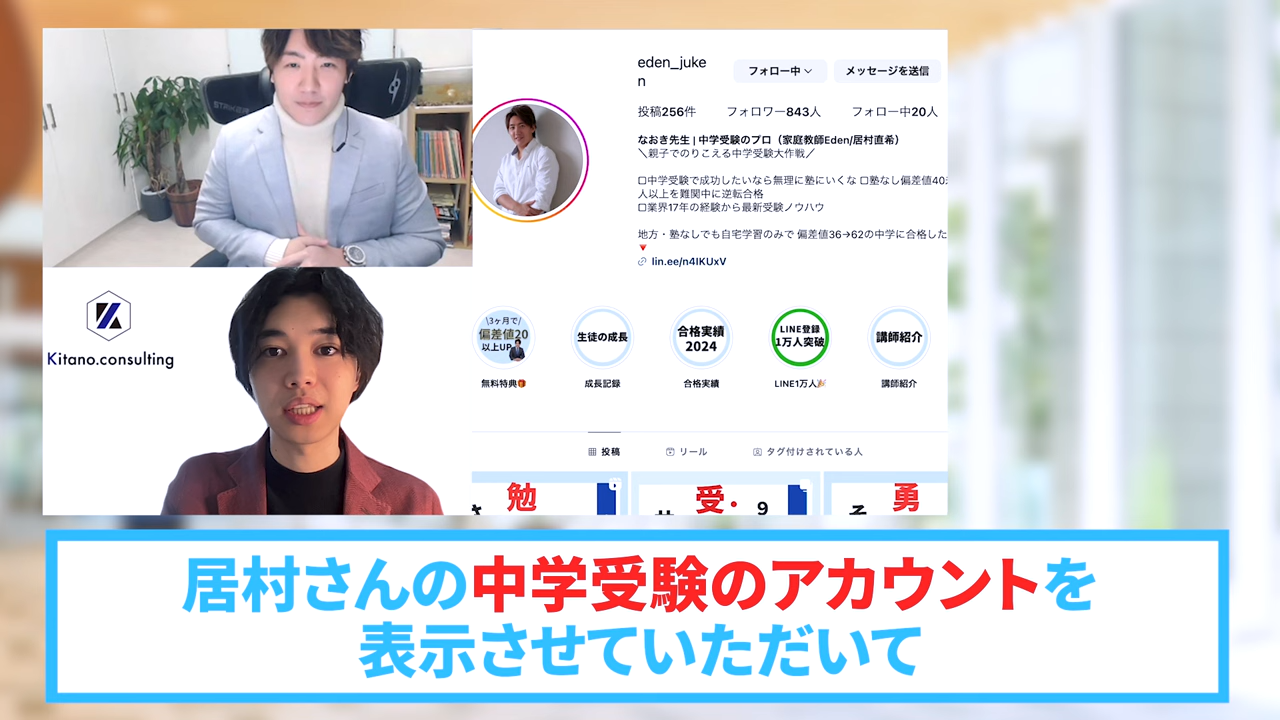 STRIKER
Kitano.consulting
eden_juke
n
フォロー中
メッセージを送信
投稿256件
フォロワー843人
フォロー中20人
なおき先生 | 中学受験のプロ（家庭教師Eden/居村直希）
＼親子でのりこえる中学受験大作戦／
☐中学受験で成功したいなら無理に塾にいくな ☐塾なし偏差値40
人以上を難関中に逆転合格
☐業界17年の経験から最新受験ノウハウ
地方・塾なしでも自宅学習のみで 偏差値36→62の中学に合格した
lin.ee/n4IKUxV
\3ヶ月で/
偏差値20
以上UP
生徒の成長
合格実績
2024
LINE登録
1万人突破
講師紹介
無料特典🎁
成長記録
合格実績
LINE1万人🎉
講師紹介
投稿
リール
タグ付けされている人
勉
受・
9
勇
そ
居村さんの中学受験のアカウントを
表示させていただいて